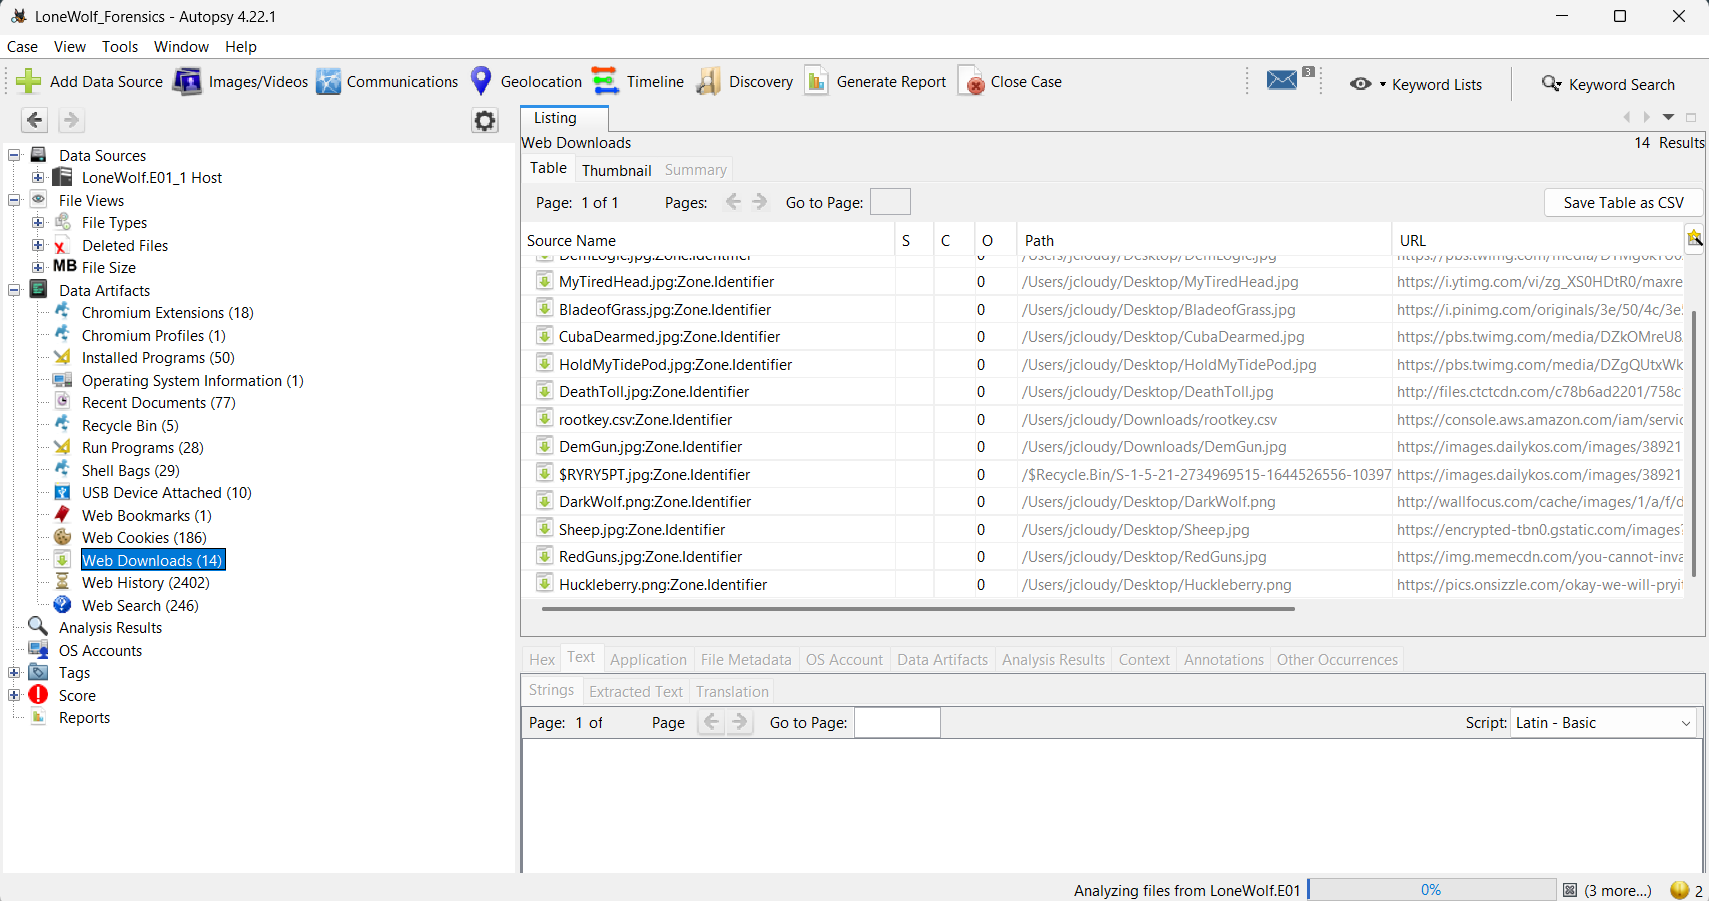 LoneWolf_Forensics - Autopsy 4.22.1
Case View Tools Window Help
Add Data Source Images/Videos Communications Geolocation Timeline Discovery Generate Report Close Case 3 Keyword Lists Keyword Search
Data Sources
LoneWolf.E01_1 Host
File Views
File Types
Deleted Files
MB File Size
Data Artifacts
Chromium Extensions (18)
Chromium Profiles (1)
Installed Programs (50)
Operating System Information (1)
Recent Documents (77)
Recycle Bin (5)
Run Programs (28)
Shell Bags (29)
USB Device Attached (10)
Web Bookmarks (1)
Web Cookies (186)
Web Downloads (14)
Web History (2402)
Web Search (246)
Analysis Results
OS Accounts
Tags
Score
Reports
Listing
Web Downloads 14 Results
Table Thumbnail Summary
Page: 1 of 1 Pages: Go to Page: Save Table as CSV
Source Name S C O Path URL
DemLogic.jpg:Zone.Identifier 0 /Users/jcloudy/Desktop/DemLogic.jpg
MyTiredHead.jpg:Zone.Identifier 0 /Users/jcloudy/Desktop/MyTiredHead.jpg https://i.ytimg.com/vi/zg_XS0HDtR0/maxre
BladeofGrass.jpg:Zone.Identifier 0 /Users/jcloudy/Desktop/BladeofGrass.jpg https://i.pinimg.com/originals/3e/50/4c/3e
CubaDearmed.jpg:Zone.Identifier 0 /Users/jcloudy/Desktop/CubaDearmed.jpg https://pbs.twimg.com/media/DZkOMreU8
HoldMyTidePod.jpg:Zone.Identifier 0 /Users/jcloudy/Desktop/HoldMyTidePod.jpg https://pbs.twimg.com/media/DZgQUtxWk
DeathToll.jpg:Zone.Identifier 0 /Users/jcloudy/Desktop/DeathToll.jpg http://files.ctctcdn.com/c78b6ad2201/758c
rootkey.csv:Zone.Identifier 0 /Users/jcloudy/Downloads/rootkey.csv https://console.aws.amazon.com/iam/servic
DemGun.jpg:Zone.Identifier 0 /Users/jcloudy/Downloads/DemGun.jpg https://images.dailykos.com/images/38921
$RYRY5PT.jpg:Zone.Identifier 0 /$Recycle.Bin/S-1-5-21-2734969515-1644526556-10397 https://images.dailykos.com/images/38921
DarkWolf.png:Zone.Identifier 0 /Users/jcloudy/Desktop/DarkWolf.png http://wallfocus.com/cache/images/1/a/f/d
Sheep.jpg:Zone.Identifier 0 /Users/jcloudy/Desktop/Sheep.jpg https://encrypted-tbn0.gstatic.com/images?
RedGuns.jpg:Zone.Identifier 0 /Users/jcloudy/Desktop/RedGuns.jpg https://img.memecdn.com/you-cannot-inva
Huckleberry.png:Zone.Identifier 0 /Users/jcloudy/Desktop/Huckleberry.png https://pics.onsizzle.com/okay-we-will-pryit
Hex Text Application File Metadata OS Account Data Artifacts Analysis Results Context Annotations Other Occurrences
Strings Extracted Text Translation
Page: 1 of Page Go to Page: Script: Latin - Basic
Analyzing files from LoneWolf.E01 0% (3 more...) 2